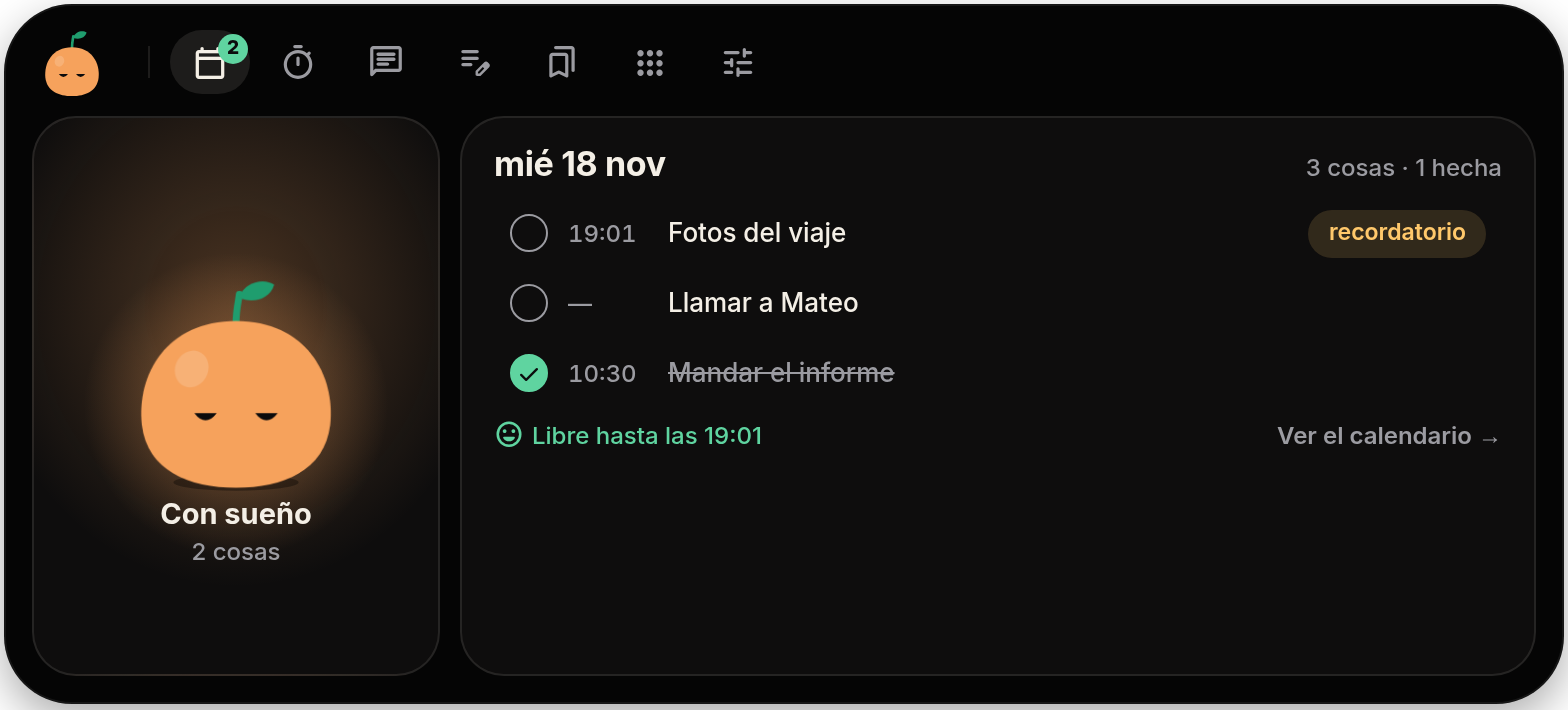 2
mié 18 nov
3 cosas · 1 hecha
19:01 Fotos del viaje recordatorio
— Llamar a Mateo
10:30 Mandar el informe
Libre hasta las 19:01
Ver el calendario →
Con sueño
2 cosas